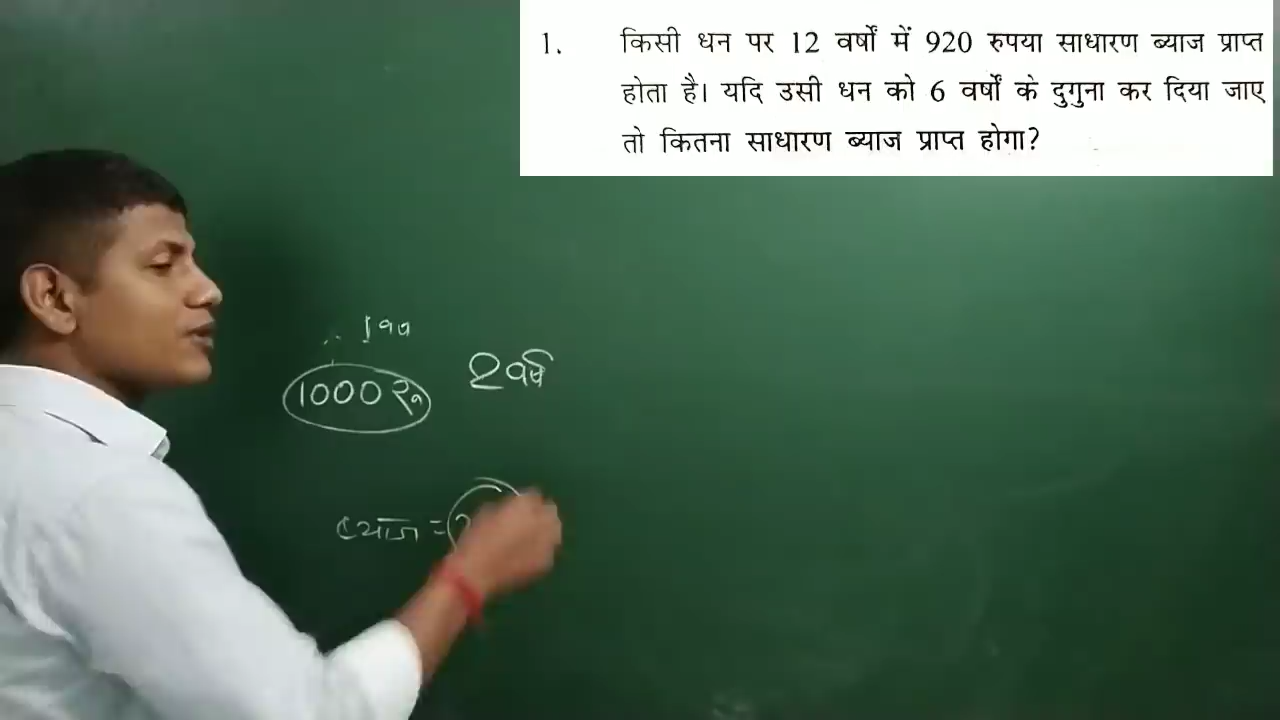 1. किसी धन पर 12 वर्षों में 920 रुपया साधारण ब्याज प्राप्त
होता है। यदि उसी धन को 6 वर्षों के दुगुना कर दिया जाए
तो कितना साधारण ब्याज प्राप्त होगा?
1000 रु 2 वर्ष
ब्याज =